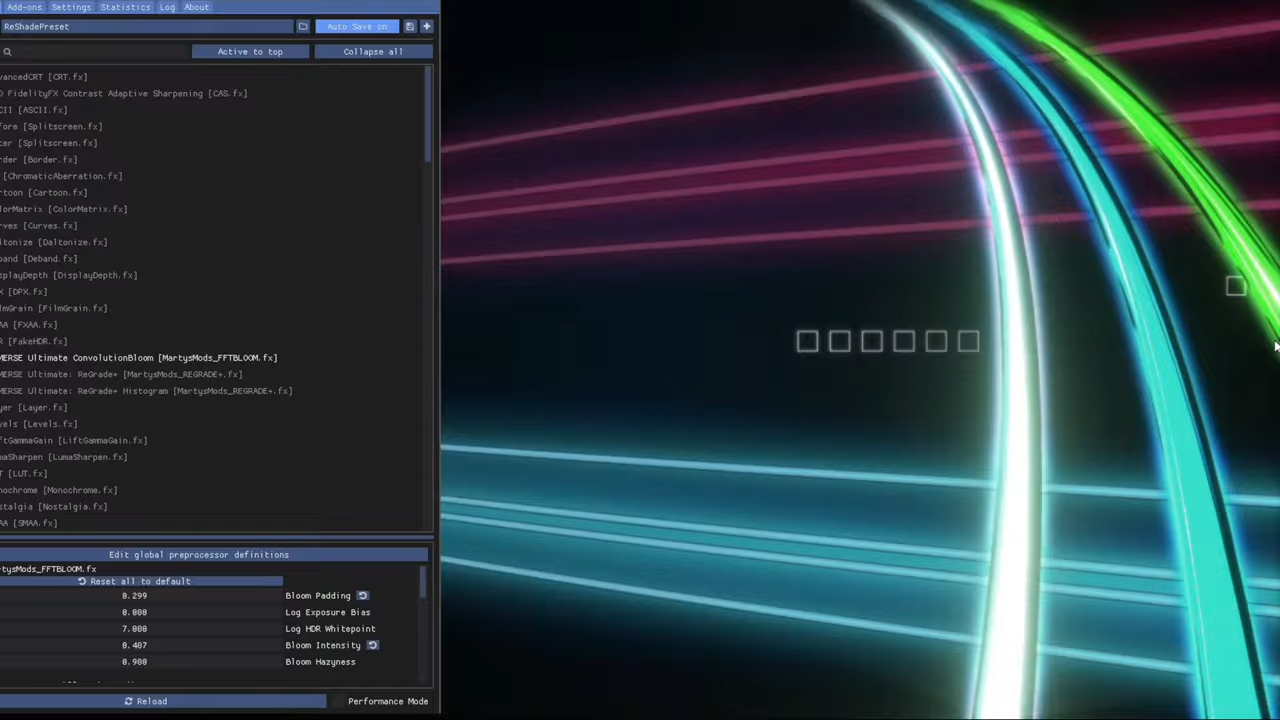 Add-ons Settings Statistics Log About
ReShadePreset Auto Save on
Active to top Collapse all
vancedCRT [CRT.fx]
D FidelityFX Contrast Adaptive Sharpening [CAS.fx]
CII [ASCII.fx]
fore [Splitscreen.fx]
ter [Splitscreen.fx]
rder [Border.fx]
[ChromaticAberration.fx]
rtoon [Cartoon.fx]
lorMatrix [ColorMatrix.fx]
rves [Curves.fx]
ltonize [Daltonize.fx]
band [Deband.fx]
splayDepth [DisplayDepth.fx]
X [DPX.fx]
lmGrain [FilmGrain.fx]
AA [FXAA.fx]
R [FakeHDR.fx]
MERSE Ultimate ConvolutionBloom [MartysMods_FFTBLOOM.fx]
MERSE Ultimate: ReGrade+ [MartysMods_REGRADE+.fx]
MERSE Ultimate: RaGrade+ Histogram [MartysMods_REGRADE+.fx]
yer [Layer.fx]
vels [Levels.fx]
ftGammaGain [LiftGammaGain.fx]
maSharpen [LumaSharpen.fx]
T [LUT.fx]
nochrome [Monochrome.fx]
stalgia [Nostalgia.fx]
AA [SMAA.fx]
Edit global preprocessor definitions
tysMods_FFTBLOOM.fx
Reset all to default
0.299 Bloom Padding
0.000 Log Exposure Bias
7.000 Log HDR Whitepoint
0.407 Bloom Intensity
0.900 Bloom Hazyness
Reload Performance Mode